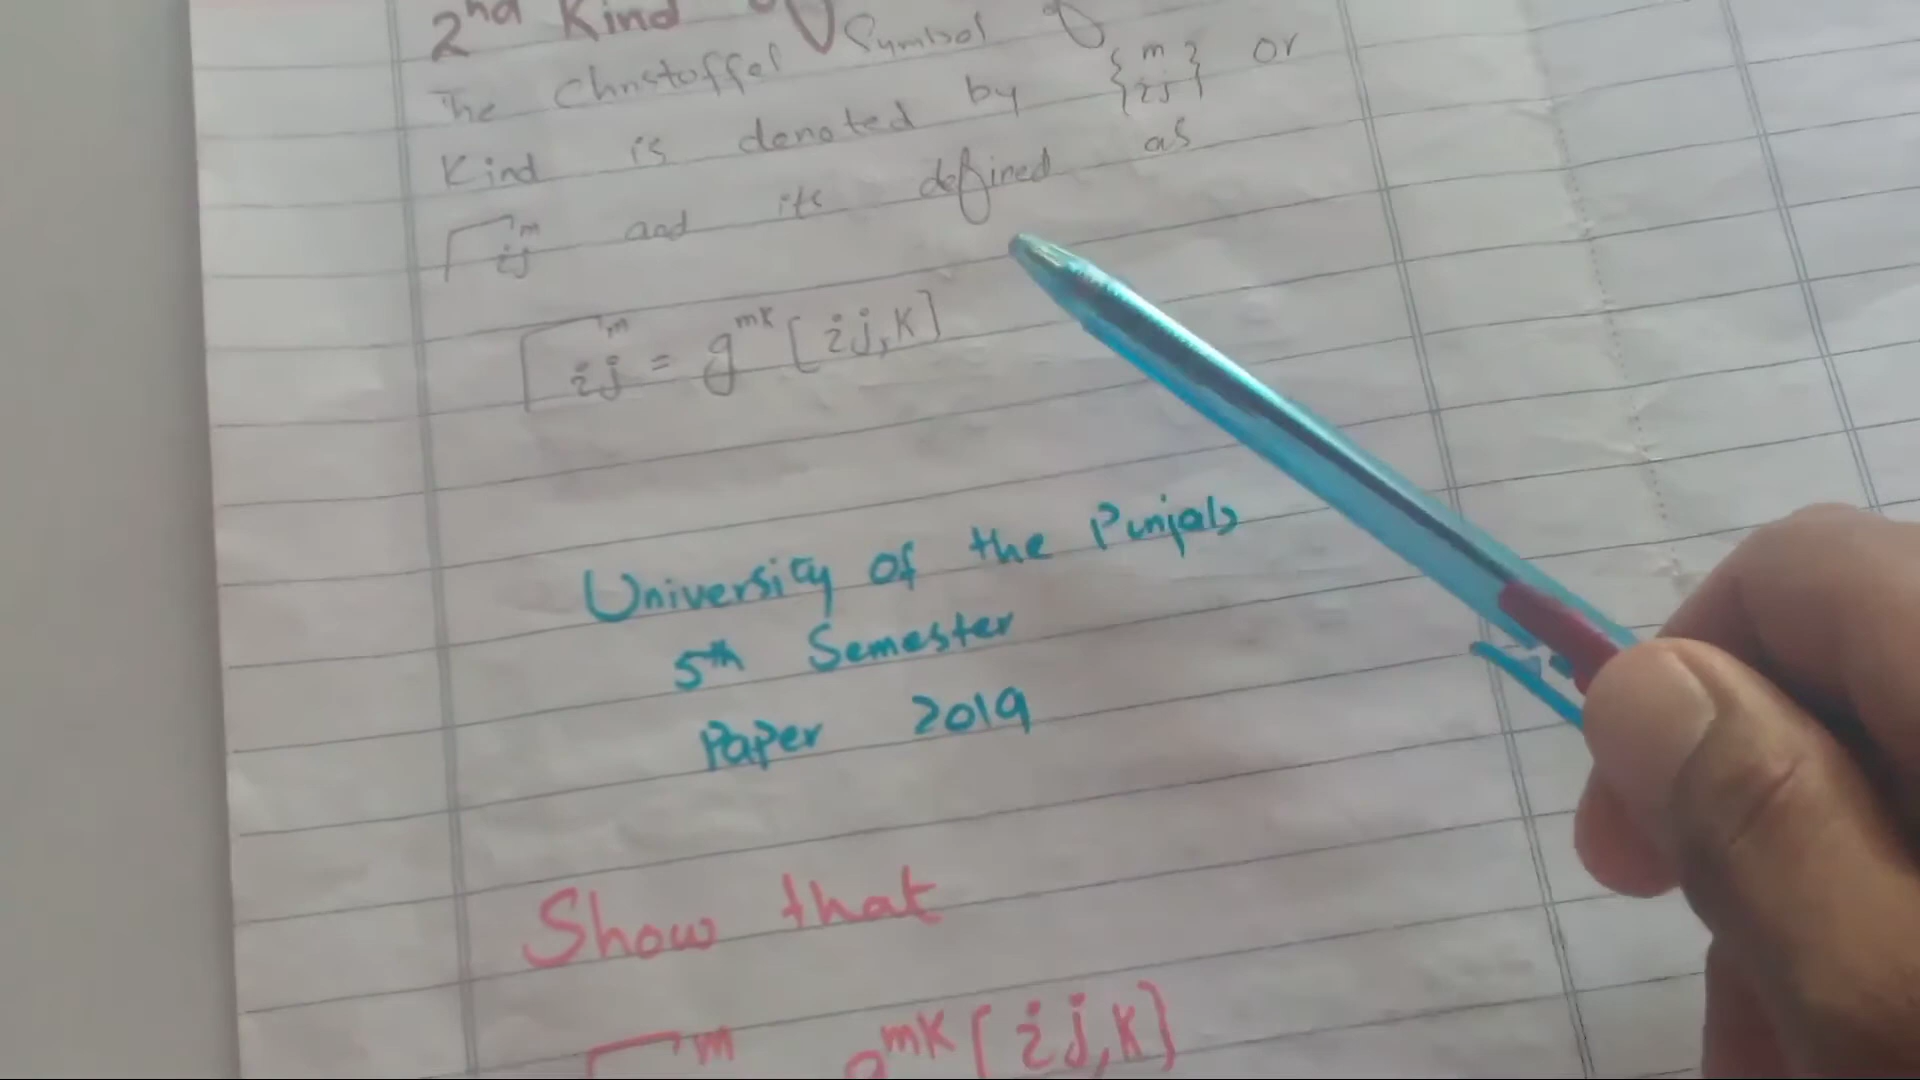 2nd Kind
The Christoffel Symbol of
Kind is denoted by {m ij} or
Γ^m_ij and its defined as
Γ^m_ij = g^mk [ij,k]
University of the Punjab
5th Semester
Paper 2019
Show that
Γ^m g^mk [ij,k]